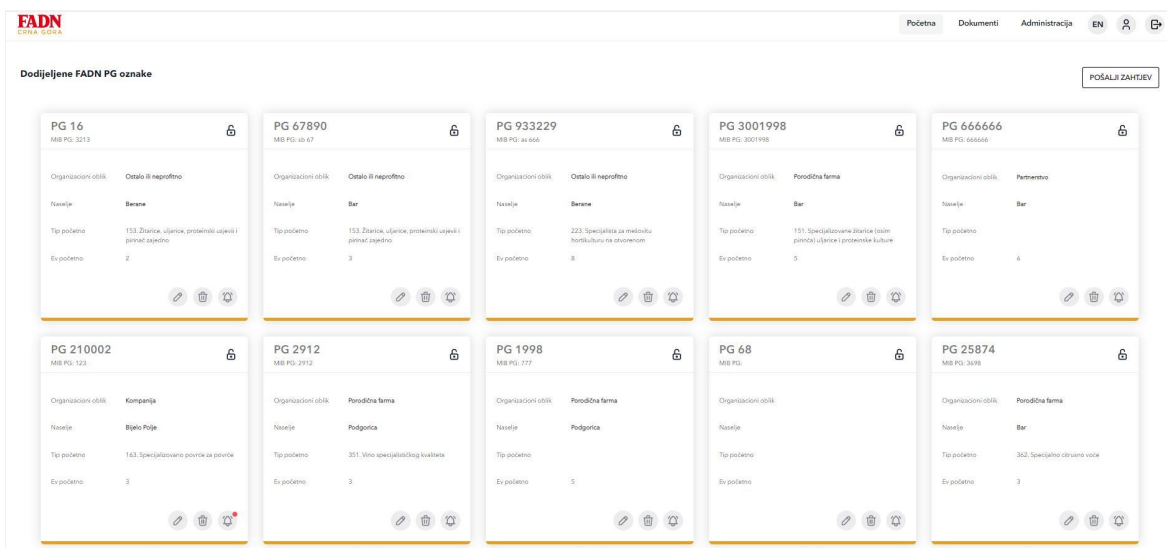 FADN
CRNA GORA
Početna Dokumenti Administracija EN
Dodijeljene FADN PG oznake
POŠALJI ZAHTJEV
PG 16
MIB PG: 3213
Organizacioni oblik Ostalo ili neprofitno
Naselje Berane
Tip početno 153. Žitarice, uljarice, proteinski usjevii i
pirinač zajedno
Ev početno 2
PG 67890
MIB PG: sb 67
Organizacioni oblik Ostalo ili neprofitno
Naselje Bar
Tip početno 153. Žitarice, uljarice, proteinski usjevii i
pirinač zajedno
Ev početno 3
PG 933229
MIB PG: as 666
Organizacioni oblik Ostalo ili neprofitno
Naselje Berane
Tip početno 223. Specijalista za mešovitu
hortikulturu na otvorenom
Ev početno 8
PG 3001998
MIB PG: 3001998
Organizacioni oblik Porodična farma
Naselje Bar
Tip početno 151. Specijalizovane žitarice (osim
pirinča) uljarice i proteinske kulture
Ev početno 5
PG 666666
MIB PG: 666666
Organizacioni oblik Partnerstvo
Naselje Bar
Tip početno
Ev početno 6
PG 210002
MIB PG: 123
Organizacioni oblik Kompanija
Naselje Bijelo Polje
Tip početno 163. Specijalizovano povrće za povrće
Ev početno 3
PG 2912
MIB PG: 2912
Organizacioni oblik Porodična farma
Naselje Podgorica
Tip početno 351. Vino specijalističkog kvaliteta
Ev početno 3
PG 1998
MIB PG: 777
Organizacioni oblik Porodična farma
Naselje Podgorica
Tip početno
Ev početno 5
PG 68
MIB PG:
Organizacioni oblik
Naselje
Tip početno
Ev početno
PG 25874
MIB PG: 3698
Organizacioni oblik Porodična farma
Naselje Bar
Tip početno 362. Specijalno citrusno voće
Ev početno 3